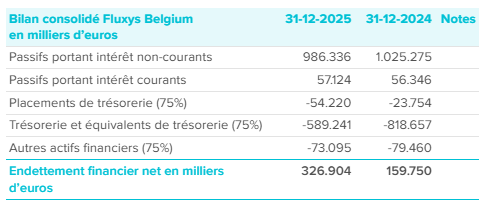 Bilan consolidé Fluxys Belgium en milliers d'euros 31-12-2025 31-12-2024 Notes
Passifs portant intérêt non-courants 986.336 1.025.275
Passifs portant intérêt courants 57.124 56.346
Placements de trésorerie (75%) -54.220 -23.754
Trésorerie et équivalents de trésorerie (75%) -589.241 -818.657
Autres actifs financiers (75%) -73.095 -79.460
Endettement financier net en milliers d'euros 326.904 159.750